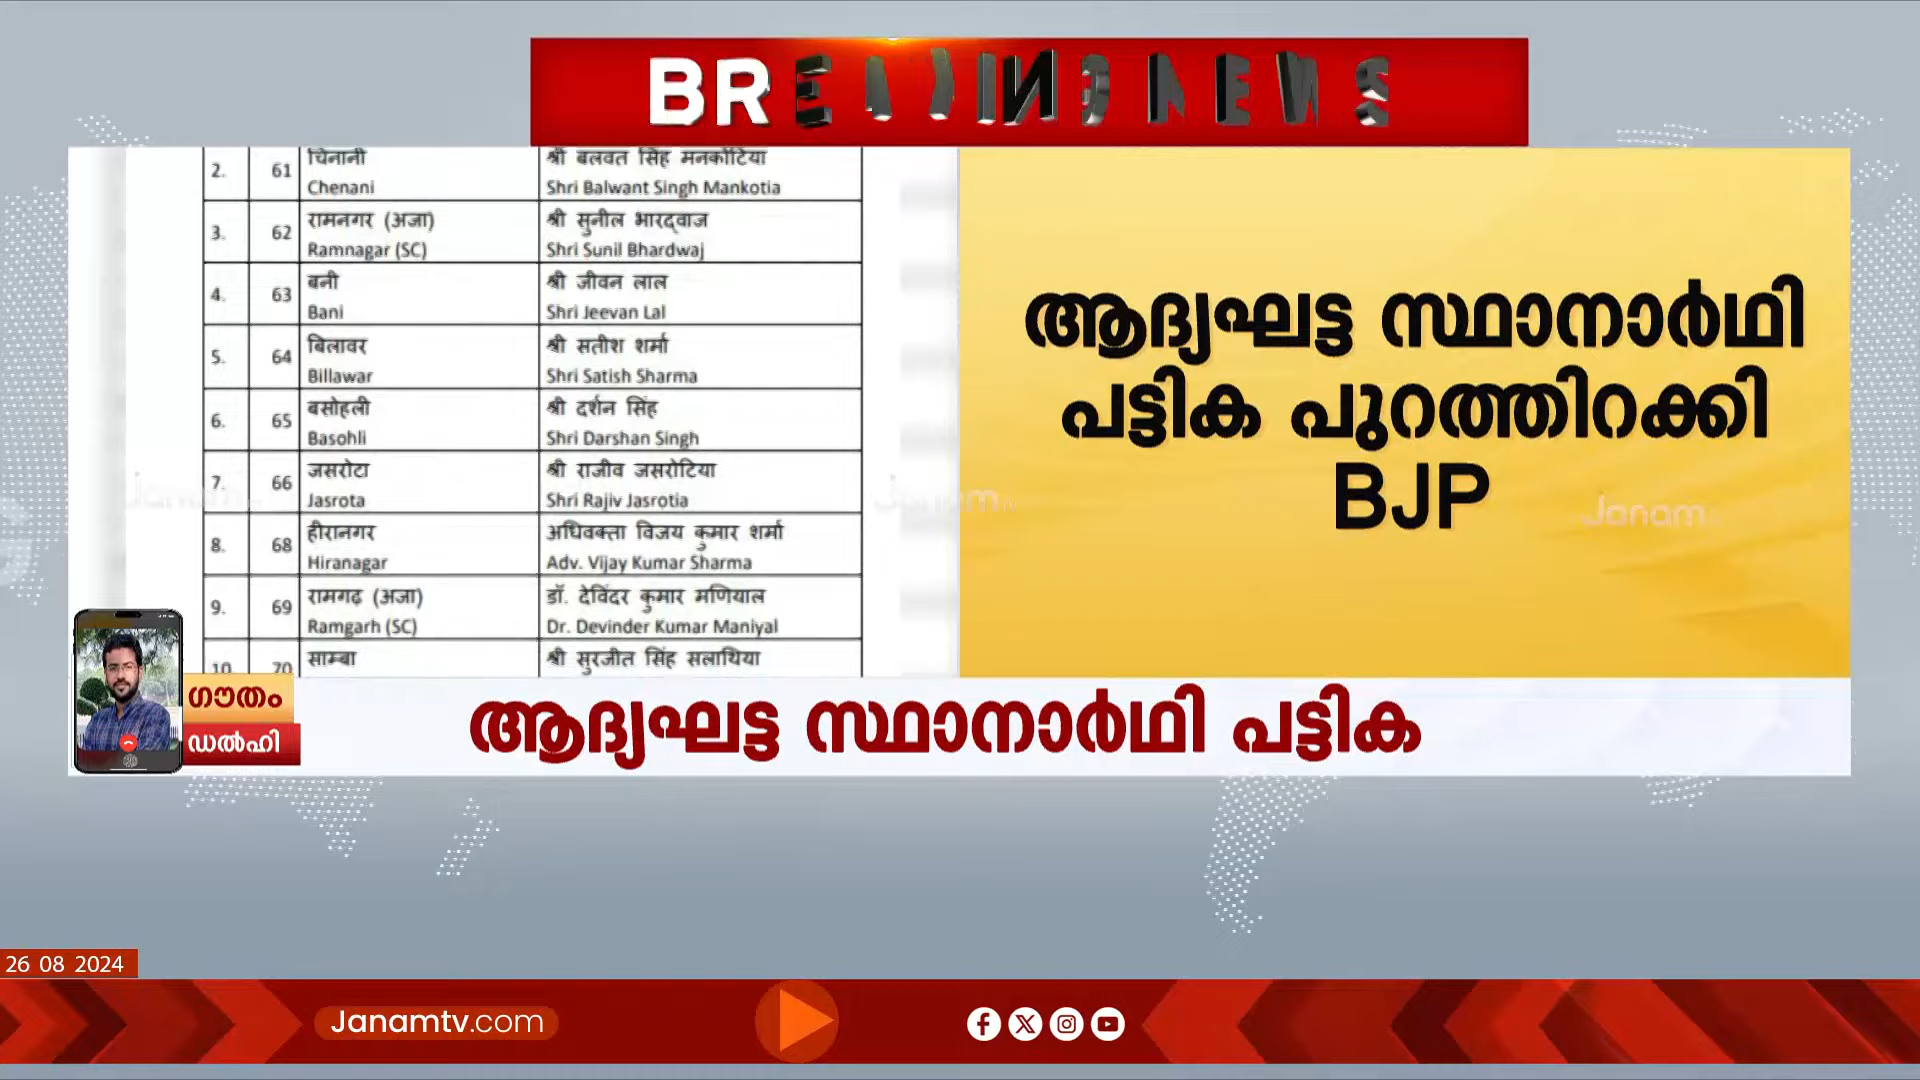 BREAKING NEWS
2. 61 चिनानी श्री बलवत सिंह मनकोटिया
Chenani Shri Balwant Singh Mankotia
3. 62 रामनगर (अजा) श्री सुनील भारद्वाज
Ramnagar (SC) Shri Sunil Bhardwaj
4. 63 बनी श्री जीवन लाल
Bani Shri Jeevan Lal
5. 64 बिलावर श्री सतीश शर्मा
Billawar Shri Satish Sharma
6. 65 बसोहली श्री दर्शन सिंह
Basohli Shri Darshan Singh
7. 66 जसरोटा श्री राजीव जसरोटिया
Jasrota Shri Rajiv Jasrotia
8. 68 हीरानगर अधिवक्ता विजय कुमार शर्मा
Hiranagar Adv. Vijay Kumar Sharma
9. 69 रामगढ़ (अजा) डॉ. देविंदर कुमार मणियाल
Ramgarh (SC) Dr. Devinder Kumar Maniyal
10. 70 साम्बा श्री सुरजीत सिंह सलाथिया
ആദ്യഘട്ട സ്ഥാനാർഥി
പട്ടിക പുറത്തിറക്കി
BJP
Janam
ഗൗതം
ഡൽഹി
ആദ്യഘട്ട സ്ഥാനാർഥി പട്ടിക
26 08 2024
Janamtv.com